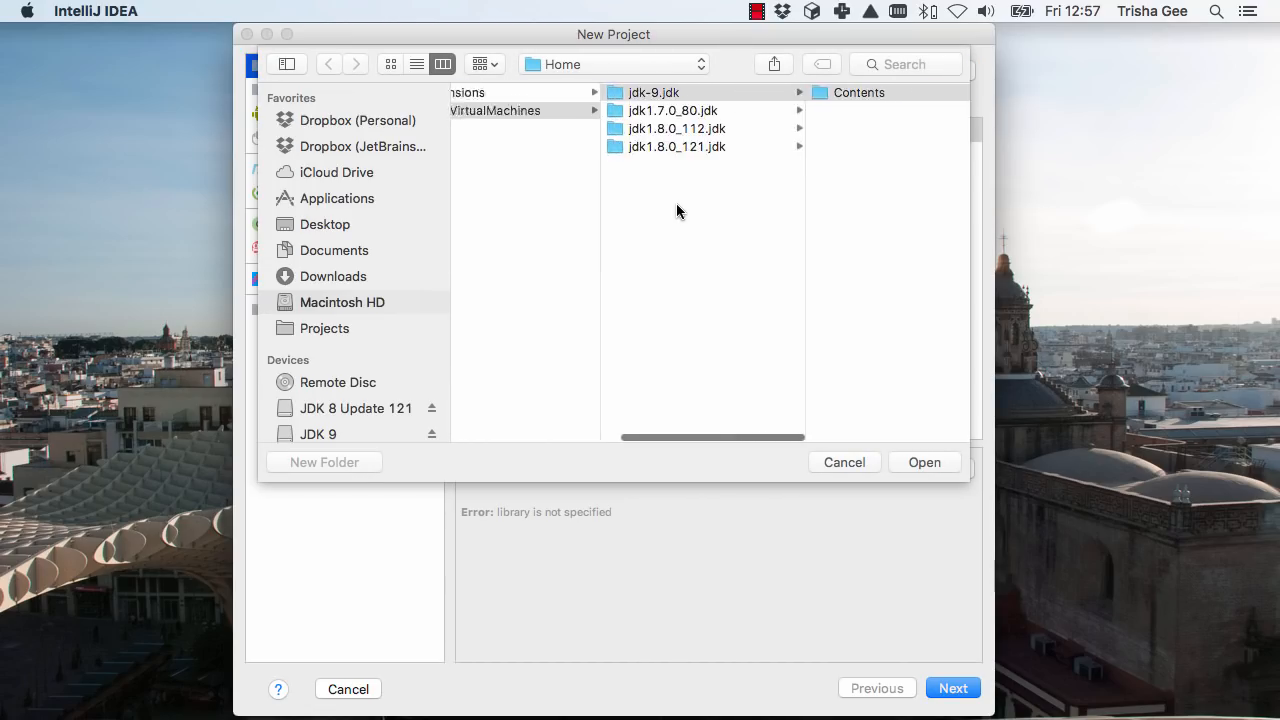 IntelliJ IDEA
Fri 12:57
Trisha Gee
New Project
Home
Search
Favorites
Dropbox (Personal)
Dropbox (JetBrains...
iCloud Drive
Applications
Desktop
Documents
Downloads
Macintosh HD
Projects
Devices
Remote Disc
JDK 8 Update 121
JDK 9
nsions
VirtualMachines
jdk-9.jdk
jdk1.7.0_80.jdk
jdk1.8.0_112.jdk
jdk1.8.0_121.jdk
Contents
New Folder
Cancel
Open
Error: library is not specified
?
Cancel
Previous
Next